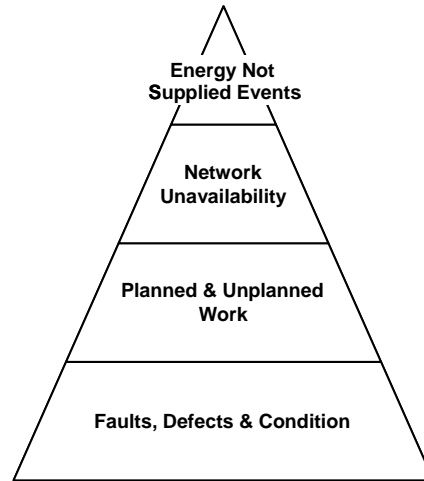 Energy Not
Supplied Events
Network
Unavailability
Planned & Unplanned
Work
Faults, Defects & Condition